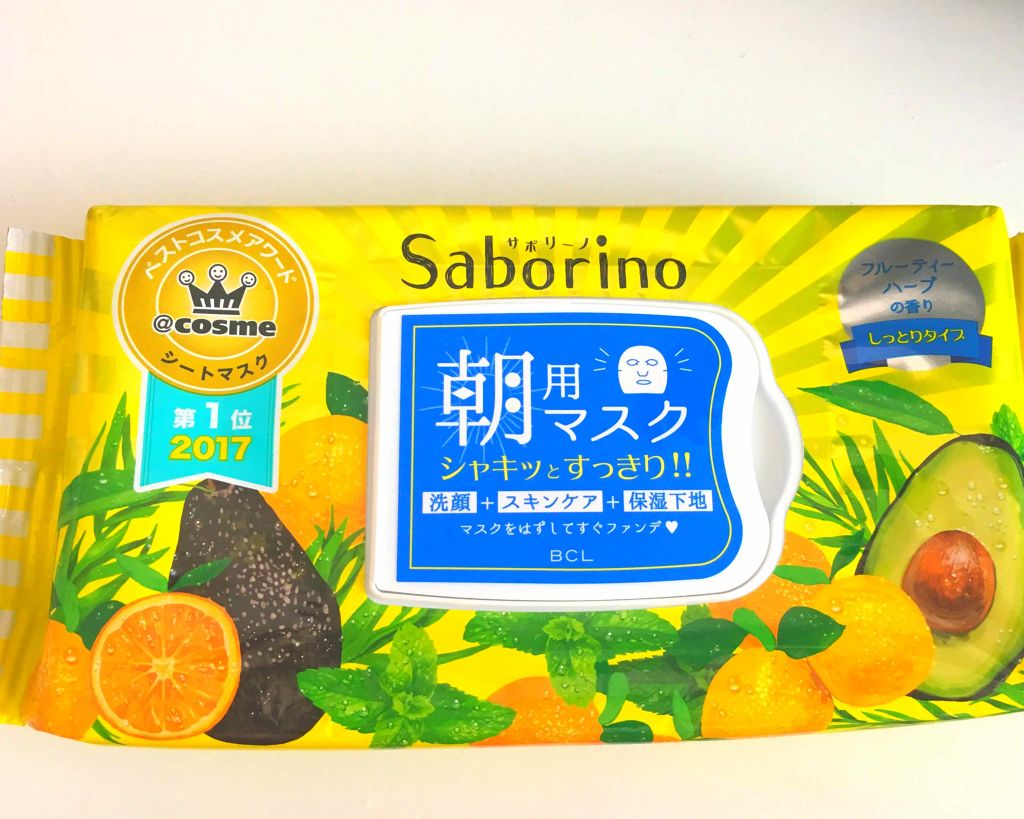 ベストコスメアワード
@cosme
シートマスク
第1位
2017
サボリーノ
Saborino
フルーティー
ハーブ
の香り
しっとりタイプ
朝用マスク
シャキッとすっきり!!
洗顔+スキンケア+保湿下地
マスクをはずしてすぐファンデ♥
BCL